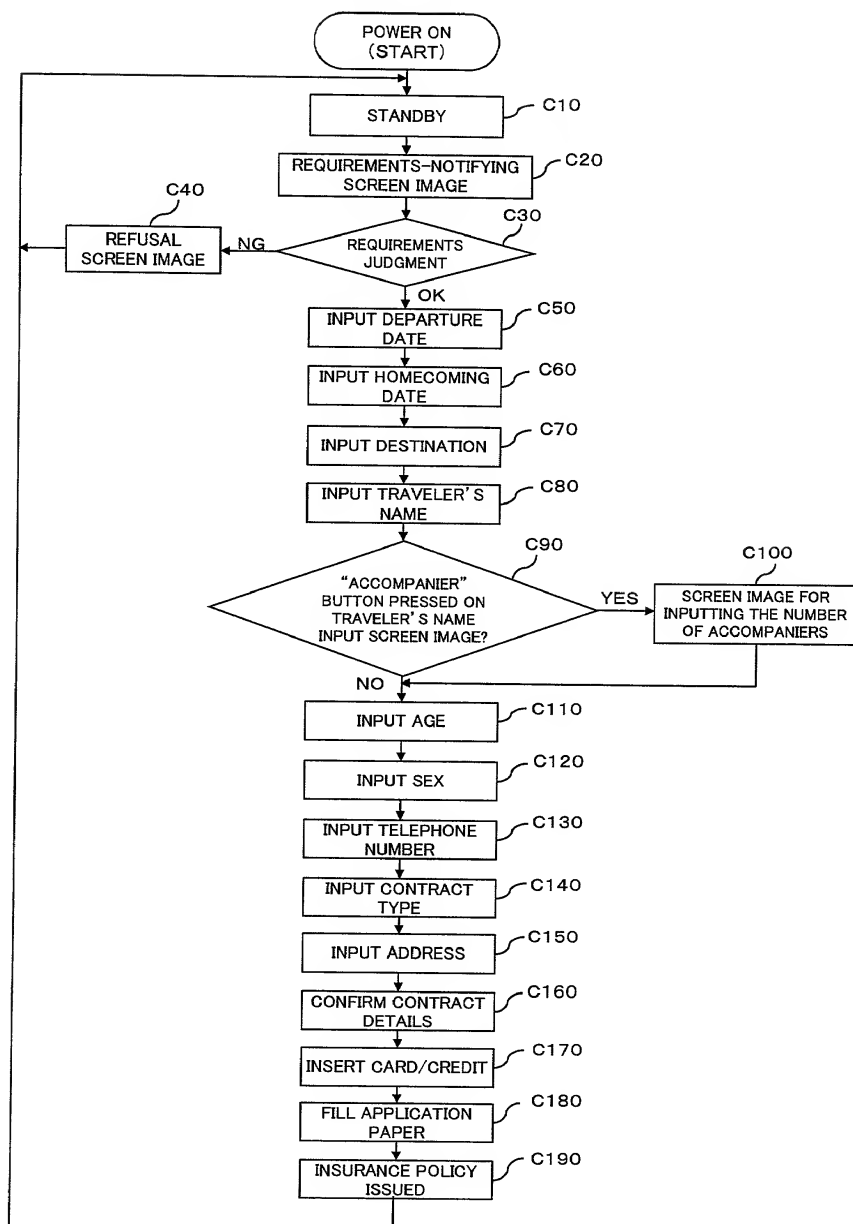 POWER ON
(START)
C10
STANDBY
C20
REQUIREMENTS-NOTIFYING
SCREEN IMAGE
C40
C30
REFUSAL
SCREEN IMAGE
NG
REQUIREMENTS
JUDGMENT
OK
C50
INPUT DEPARTURE
DATE
C60
INPUT HOMECOMING
DATE
C70
INPUT DESTINATION
C80
INPUT TRAVELER'S
NAME
C90
C100
"ACCOMPANIER"
BUTTON PRESSED ON
TRAVELER'S NAME
INPUT SCREEN IMAGE?
YES
SCREEN IMAGE FOR
INPUTTING THE NUMBER
OF ACCOMPANIERS
NO
C110
INPUT AGE
C120
INPUT SEX
C130
INPUT TELEPHONE
NUMBER
C140
INPUT CONTRACT
TYPE
C150
INPUT ADDRESS
C160
CONFIRM CONTRACT
DETAILS
C170
INSERT CARD/CREDIT
C180
FILL APPLICATION
PAPER
C190
INSURANCE POLICY
ISSUED